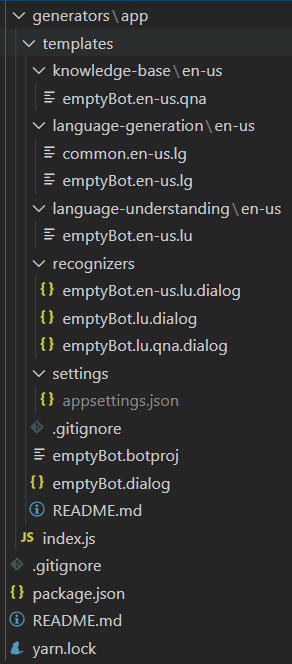 generators\app
templates
knowledge-base\en-us
emptyBot.en-us.qna
language-generation\en-us
common.en-us.lg
emptyBot.en-us.lg
language-understanding\en-us
emptyBot.en-us.lu
recognizers
{} emptyBot.en-us.lu.dialog
{} emptyBot.lu.dialog
{} emptyBot.lu.qna.dialog
settings
{} appsettings.json
.gitignore
emptyBot.botproj
{} emptyBot.dialog
README.md
JS index.js
.gitignore
package.json
README.md
yarn.lock